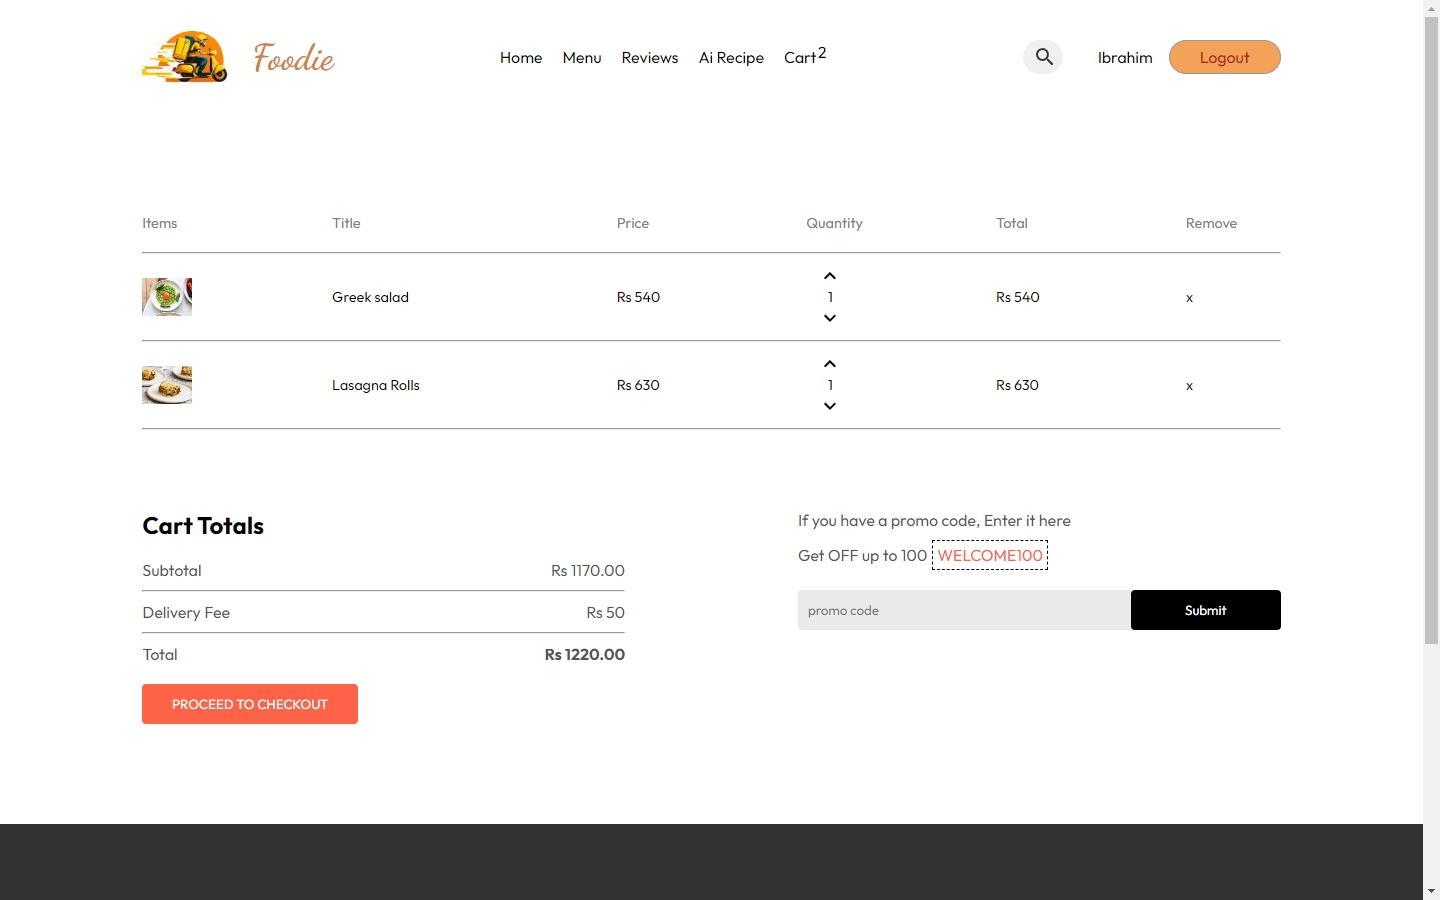 Foodie Home Menu Reviews Ai Recipe Cart 2 Ibrahim Logout
Items Title Price Quantity Total Remove
Greek salad Rs 540 1 Rs 540 x
Lasagna Rolls Rs 630 1 Rs 630 x
Cart Totals
Subtotal Rs 1170.00
Delivery Fee Rs 50
Total Rs 1220.00
PROCEED TO CHECKOUT
If you have a promo code, Enter it here
Get OFF up to 100 WELCOME100
promo code Submit